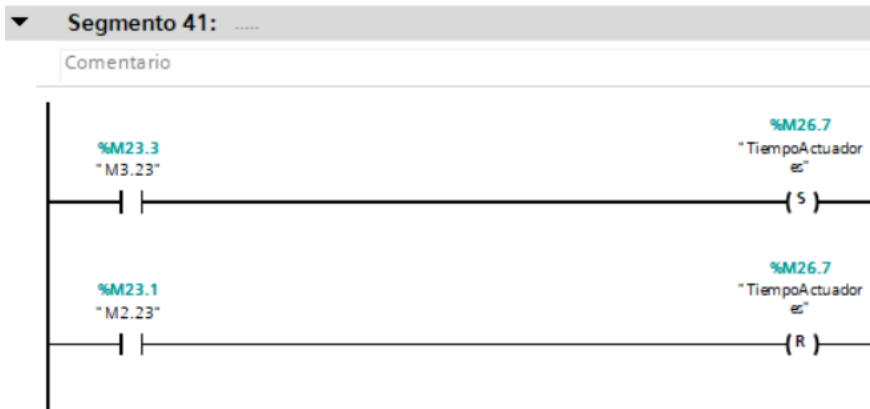 Segmento 41: .....
Comentario
%M23.3
"M3.23"
%M26.7
"TiempoActuador
es"
S
%M23.1
"M2.23"
%M26.7
"TiempoActuador
es"
R